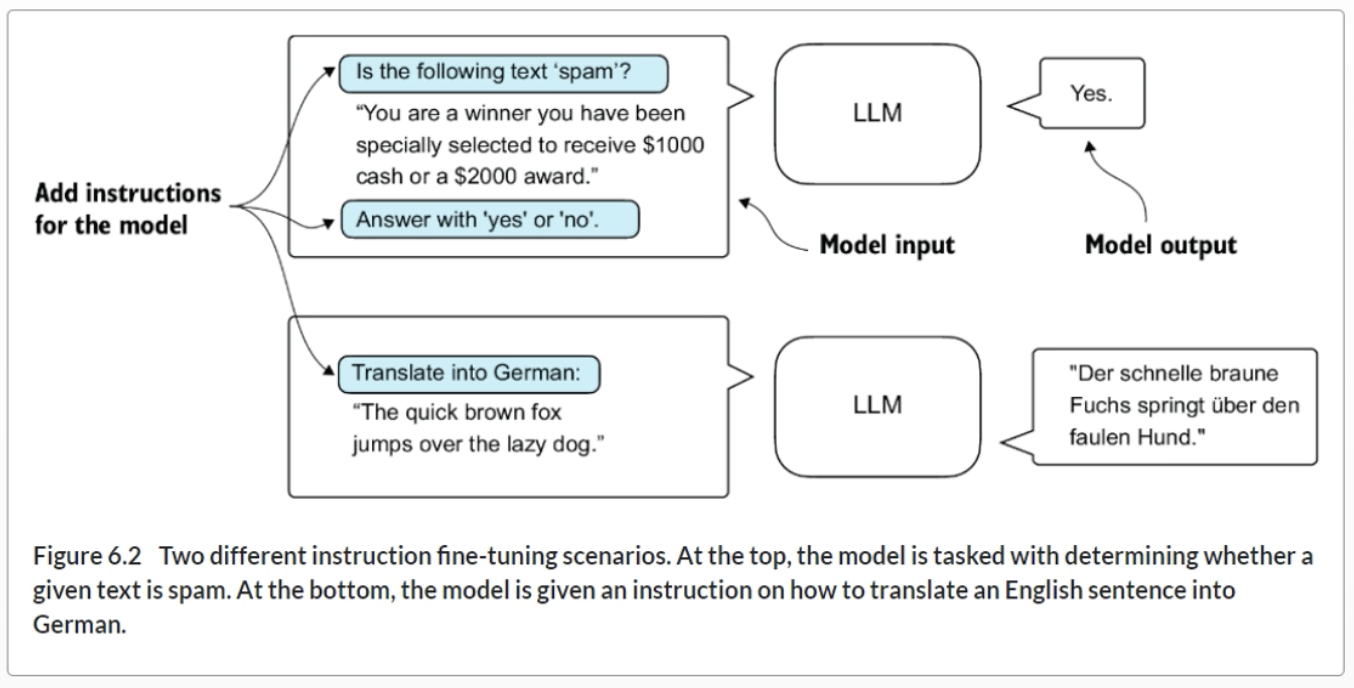 Add instructions
for the model
Is the following text ‘spam’?
“You are a winner you have been
specially selected to receive $1000
cash or a $2000 award.”
Answer with 'yes' or 'no'.
LLM
Yes.
Model input
Model output
Translate into German:
“The quick brown fox
jumps over the lazy dog.”
LLM
"Der schnelle braune
Fuchs springt über den
faulen Hund."
Figure 6.2 Two different instruction fine-tuning scenarios. At the top, the model is tasked with determining whether a
given text is spam. At the bottom, the model is given an instruction on how to translate an English sentence into
German.